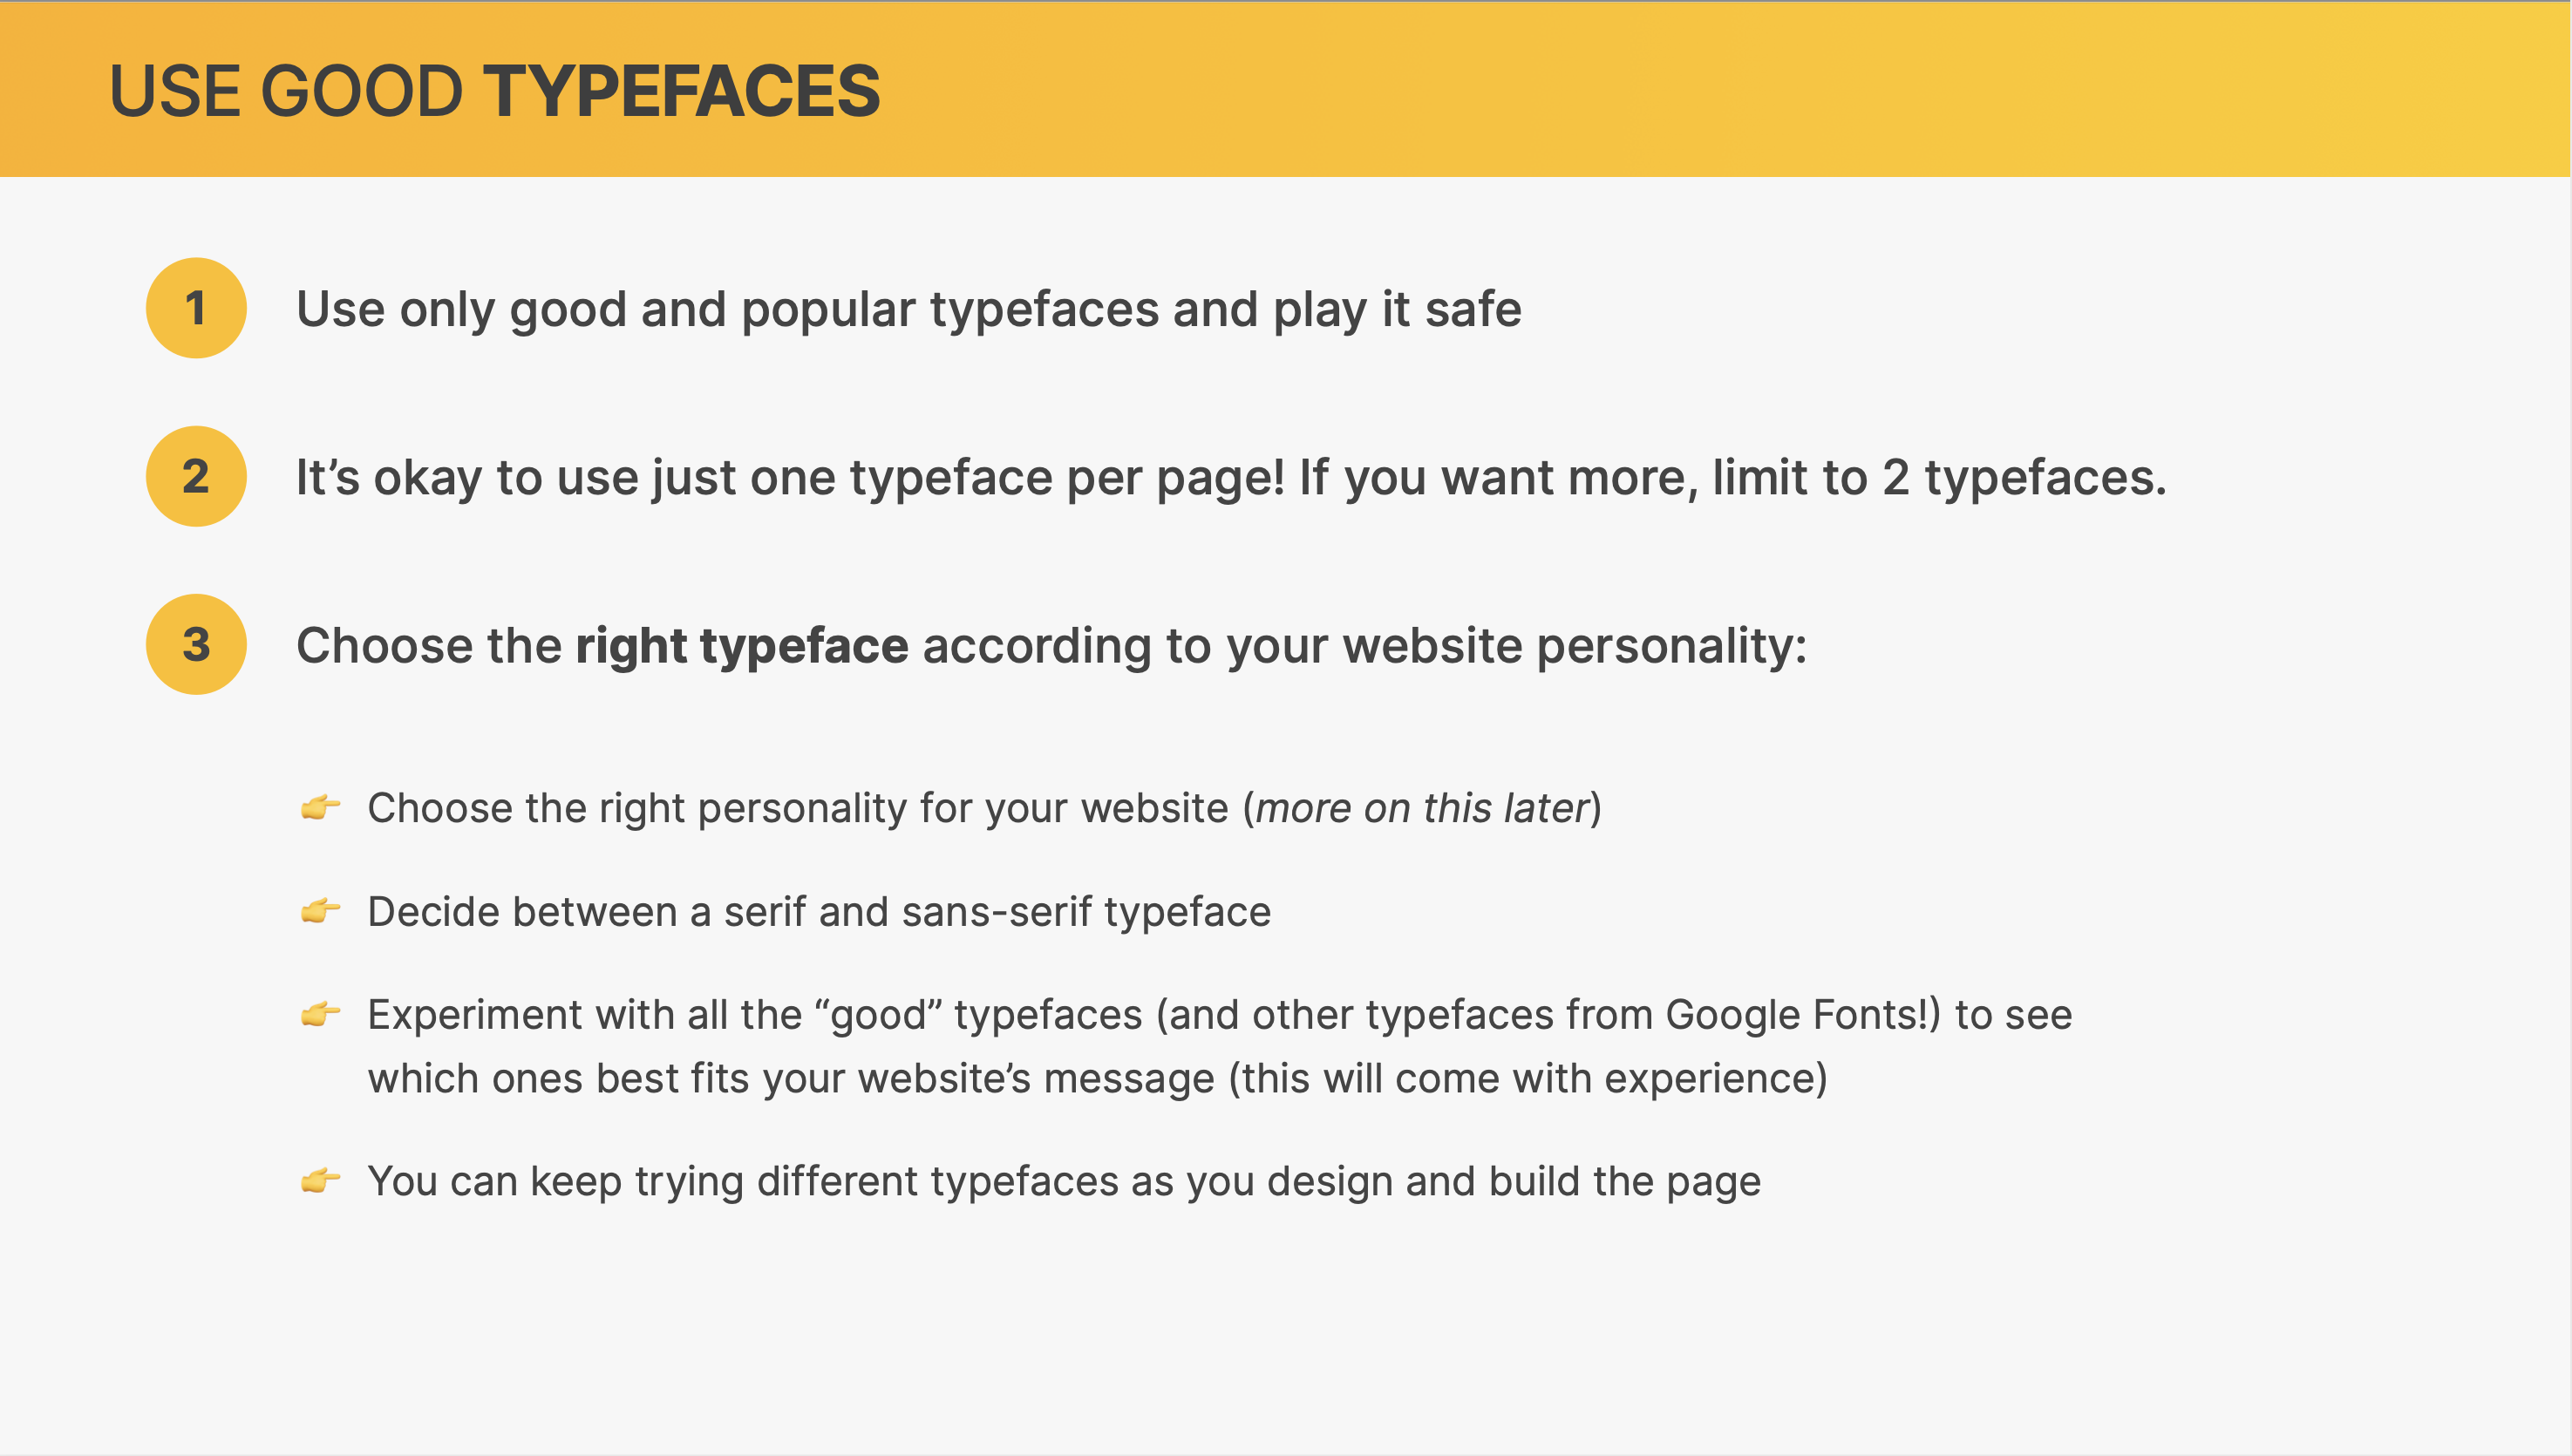 USE GOOD TYPEFACES
1 Use only good and popular typefaces and play it safe
2 It’s okay to use just one typeface per page! If you want more, limit to 2 typefaces.
3 Choose the right typeface according to your website personality:
👉 Choose the right personality for your website (more on this later)
👉 Decide between a serif and sans-serif typeface
👉 Experiment with all the “good” typefaces (and other typefaces from Google Fonts!) to see
which ones best fits your website’s message (this will come with experience)
👉 You can keep trying different typefaces as you design and build the page